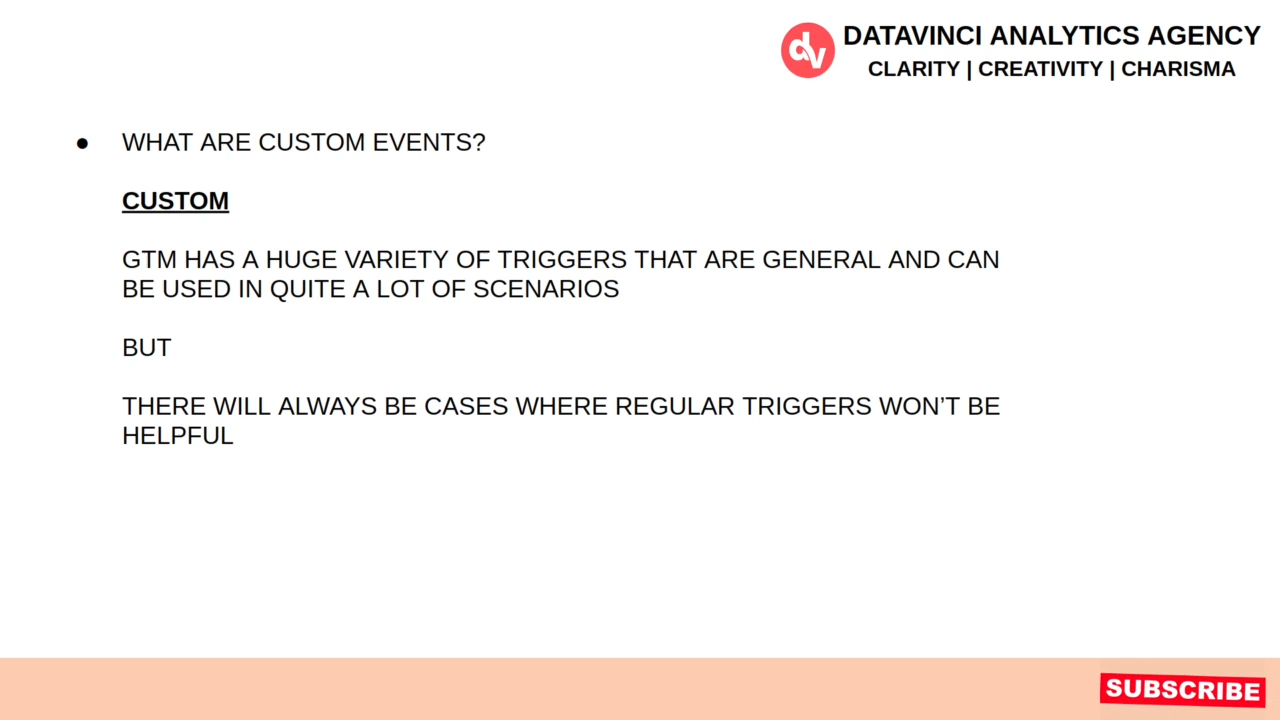 dv
DATAVINCI ANALYTICS AGENCY
CLARITY | CREATIVITY | CHARISMA
● WHAT ARE CUSTOM EVENTS?
CUSTOM
GTM HAS A HUGE VARIETY OF TRIGGERS THAT ARE GENERAL AND CAN
BE USED IN QUITE A LOT OF SCENARIOS
BUT
THERE WILL ALWAYS BE CASES WHERE REGULAR TRIGGERS WON’T BE
HELPFUL
SUBSCRIBE